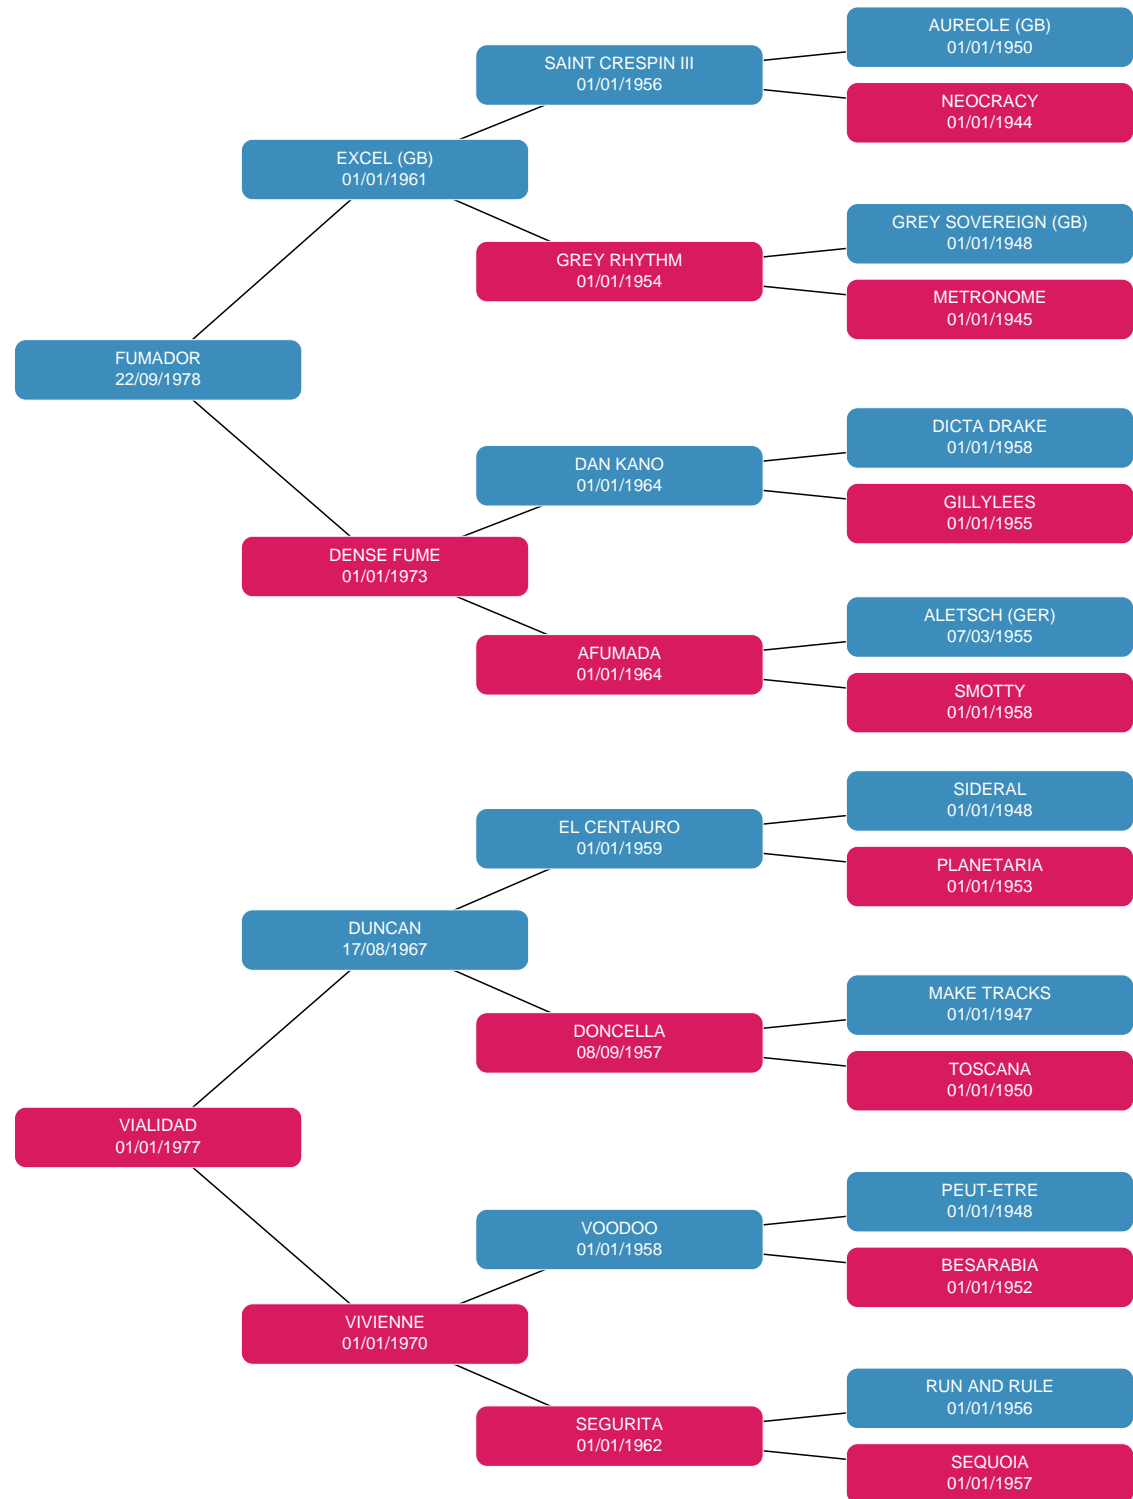 AUREOLE (GB)
01/01/1950
SAINT CRESPIN III
01/01/1956
NEOCRACY
01/01/1944
EXCEL (GB)
01/01/1961
GREY SOVEREIGN (GB)
01/01/1948
GREY RHYTHM
01/01/1954
METRONOME
01/01/1945
FUMADOR
22/09/1978
DICTA DRAKE
01/01/1958
DAN KANO
01/01/1964
GILLYLEES
01/01/1955
DENSE FUME
01/01/1973
ALETSCH (GER)
07/03/1955
AFUMADA
01/01/1964
SMOTTY
01/01/1958
SIDERAL
01/01/1948
EL CENTAURO
01/01/1959
PLANETARIA
01/01/1953
DUNCAN
17/08/1967
MAKE TRACKS
01/01/1947
DONCELLA
08/09/1957
TOSCANA
01/01/1950
VIALIDAD
01/01/1977
PEUT-ETRE
01/01/1948
VOODOO
01/01/1958
BESARABIA
01/01/1952
VIVIENNE
01/01/1970
RUN AND RULE
01/01/1956
SEGURITA
01/01/1962
SEQUOIA
01/01/1957